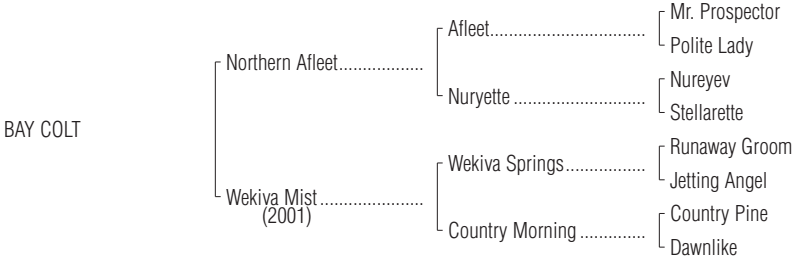 Mr. Prospector
Afleet................................
Polite Lady
Northern Afleet..................
Nureyev
Nuryette ...........................
Stellarette
BAY COLT
Runaway Groom
Wekiva Springs.................
Jetting Angel
Wekiva Mist......................
(2001)
Country Pine
Country Morning ..............
Dawnlike